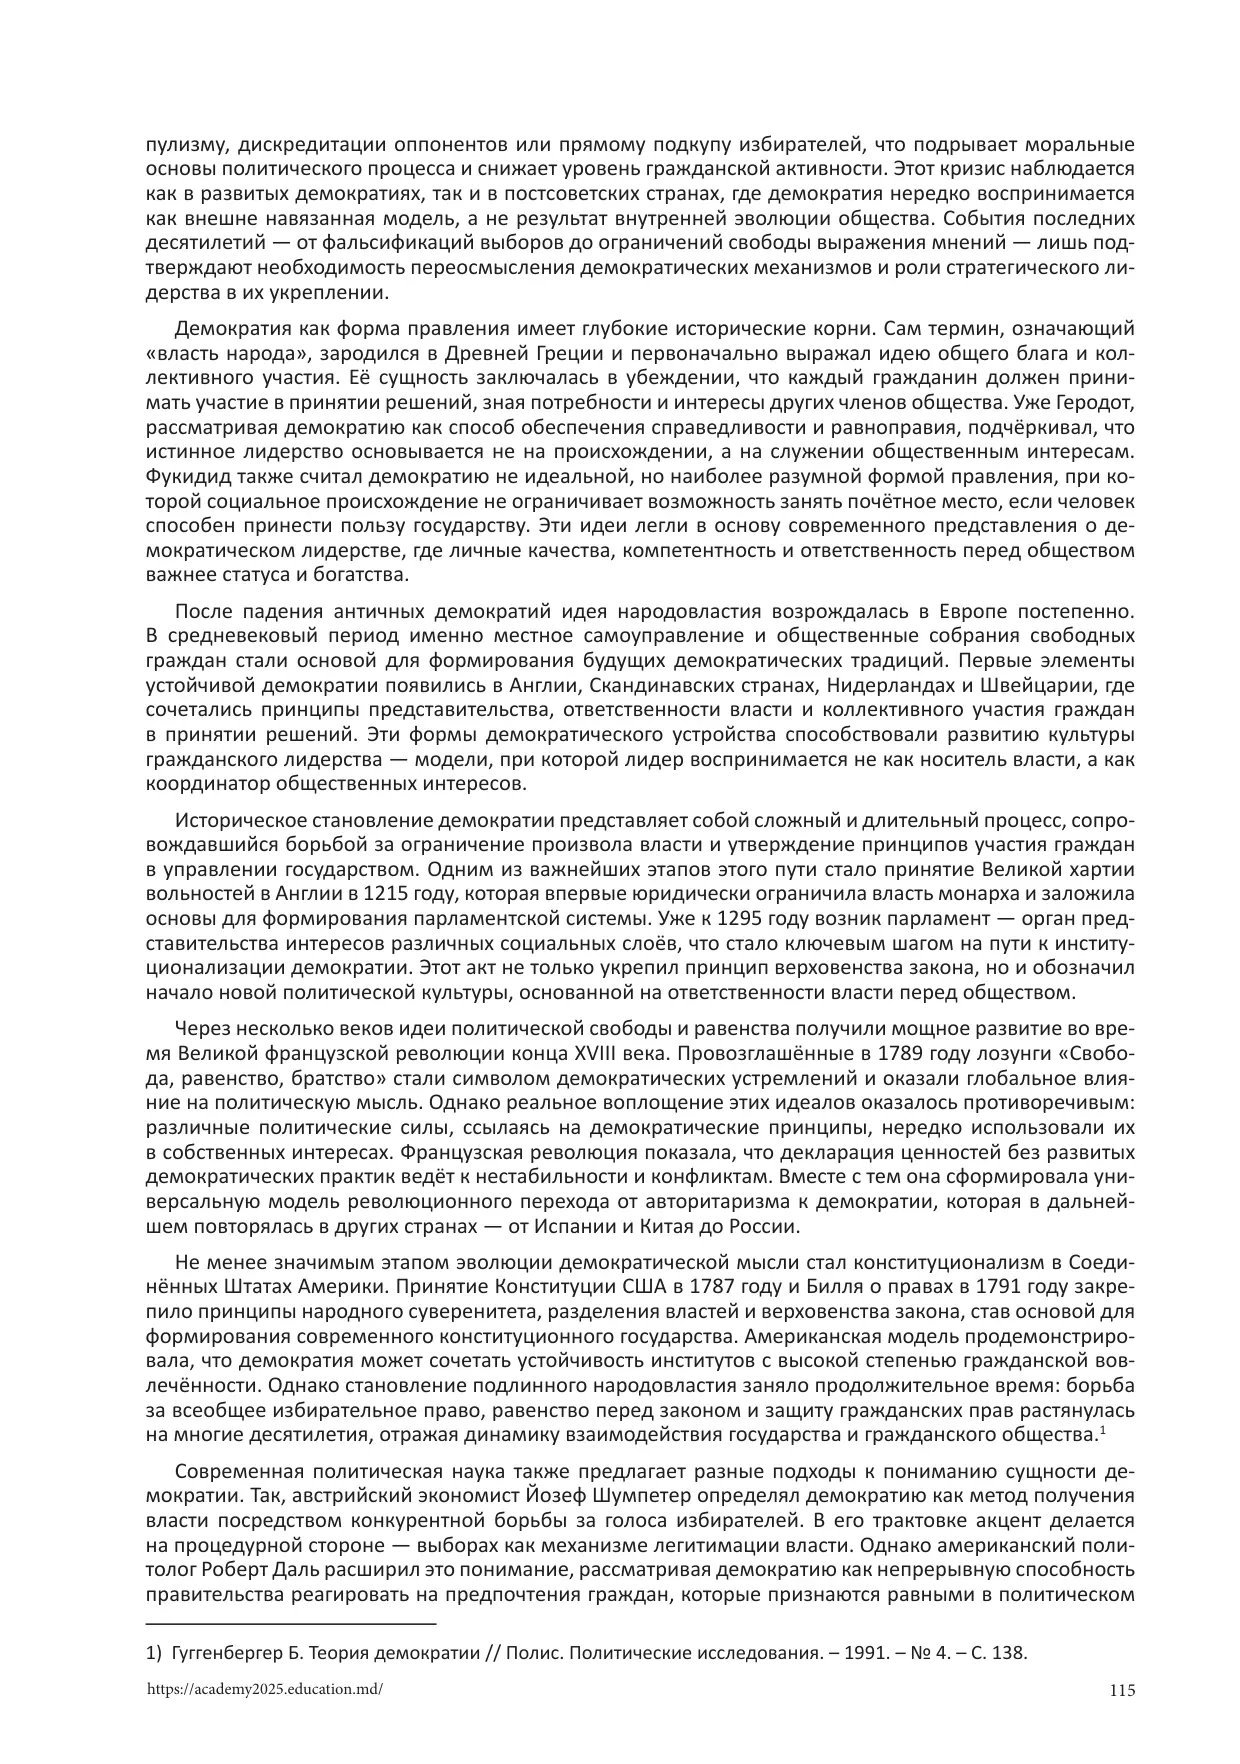 пулизму, дискредитации оппонентов или прямому подкупу избирателей, что подрывает моральные
основы политического процесса и снижает уровень гражданской активности. Этот кризис наблюдается
как в развитых демократиях, так и в постсоветских странах, где демократия нередко воспринимается
как внешне навязанная модель, а не результат внутренней эволюции общества. События последних
десятилетий — от фальсификаций выборов до ограничений свободы выражения мнений — лишь под-
тверждают необходимость переосмысления демократических механизмов и роли стратегического ли-
дерства в их укреплении.
Демократия как форма правления имеет глубокие исторические корни. Сам термин, означающий
«власть народа», зародился в Древней Греции и первоначально выражал идею общего блага и кол-
лективного участия. Её сущность заключалась в убеждении, что каждый гражданин должен прини-
мать участие в принятии решений, зная потребности и интересы других членов общества. Уже Геродот,
рассматривая демократию как способ обеспечения справедливости и равноправия, подчёркивал, что
истинное лидерство основывается не на происхождении, а на служении общественным интересам.
Фукидид также считал демократию не идеальной, но наиболее разумной формой правления, при ко-
торой социальное происхождение не ограничивает возможность занять почётное место, если человек
способен принести пользу государству. Эти идеи легли в основу современного представления о де-
мократическом лидерстве, где личные качества, компетентность и ответственность перед обществом
важнее статуса и богатства.
После падения античных демократий идея народовластия возрождалась в Европе постепенно.
В средневековый период именно местное самоуправление и общественные собрания свободных
граждан стали основой для формирования будущих демократических традиций. Первые элементы
устойчивой демократии появились в Англии, Скандинавских странах, Нидерландах и Швейцарии, где
сочетались принципы представительства, ответственности власти и коллективного участия граждан
в принятии решений. Эти формы демократического устройства способствовали развитию культуры
гражданского лидерства — модели, при которой лидер воспринимается не как носитель власти, а как
координатор общественных интересов.
Историческое становление демократии представляет собой сложный и длительный процесс, сопро-
вождавшийся борьбой за ограничение произвола власти и утверждение принципов участия граждан
в управлении государством. Одним из важнейших этапов этого пути стало принятие Великой хартии
вольностей в Англии в 1215 году, которая впервые юридически ограничила власть монарха и заложила
основы для формирования парламентской системы. Уже к 1295 году возник парламент — орган пред-
ставительства интересов различных социальных слоёв, что стало ключевым шагом на пути к институ-
ционализации демократии. Этот акт не только укрепил принцип верховенства закона, но и обозначил
начало новой политической культуры, основанной на ответственности власти перед обществом.
Через несколько веков идеи политической свободы и равенства получили мощное развитие во вре-
мя Великой французской революции конца XVIII века. Провозглашённые в 1789 году лозунги «Свобо-
да, равенство, братство» стали символом демократических устремлений и оказали глобальное влия-
ние на политическую мысль. Однако реальное воплощение этих идеалов оказалось противоречивым:
различные политические силы, ссылаясь на демократические принципы, нередко использовали их
в собственных интересах. Французская революция показала, что декларация ценностей без развитых
демократических практик ведёт к нестабильности и конфликтам. Вместе с тем она сформировала уни-
версальную модель революционного перехода от авторитаризма к демократии, которая в дальней-
шем повторялась в других странах — от Испании и Китая до России.
Не менее значимым этапом эволюции демократической мысли стал конституционализм в Соеди-
нённых Штатах Америки. Принятие Конституции США в 1787 году и Билля о правах в 1791 году закре-
пило принципы народного суверенитета, разделения властей и верховенства закона, став основой для
формирования современного конституционного государства. Американская модель продемонстриро-
вала, что демократия может сочетать устойчивость институтов с высокой степенью гражданской вов-
лечённости. Однако становление подлинного народовластия заняло продолжительное время: борьба
за всеобщее избирательное право, равенство перед законом и защиту гражданских прав растянулась
на многие десятилетия, отражая динамику взаимодействия государства и гражданского общества.¹
Современная политическая наука также предлагает разные подходы к пониманию сущности де-
мократии. Так, австрийский экономист Йозеф Шумпетер определял демократию как метод получения
власти посредством конкурентной борьбы за голоса избирателей. В его трактовке акцент делается
на процедурной стороне — выборах как механизме легитимации власти. Однако американский поли-
толог Роберт Даль расширил это понимание, рассматривая демократию как непрерывную способность
правительства реагировать на предпочтения граждан, которые признаются равными в политическом
1) Гуггенбергер Б. Теория демократии // Полис. Политические исследования. – 1991. – № 4. – С. 138.
https://academy2025.education.md/
115